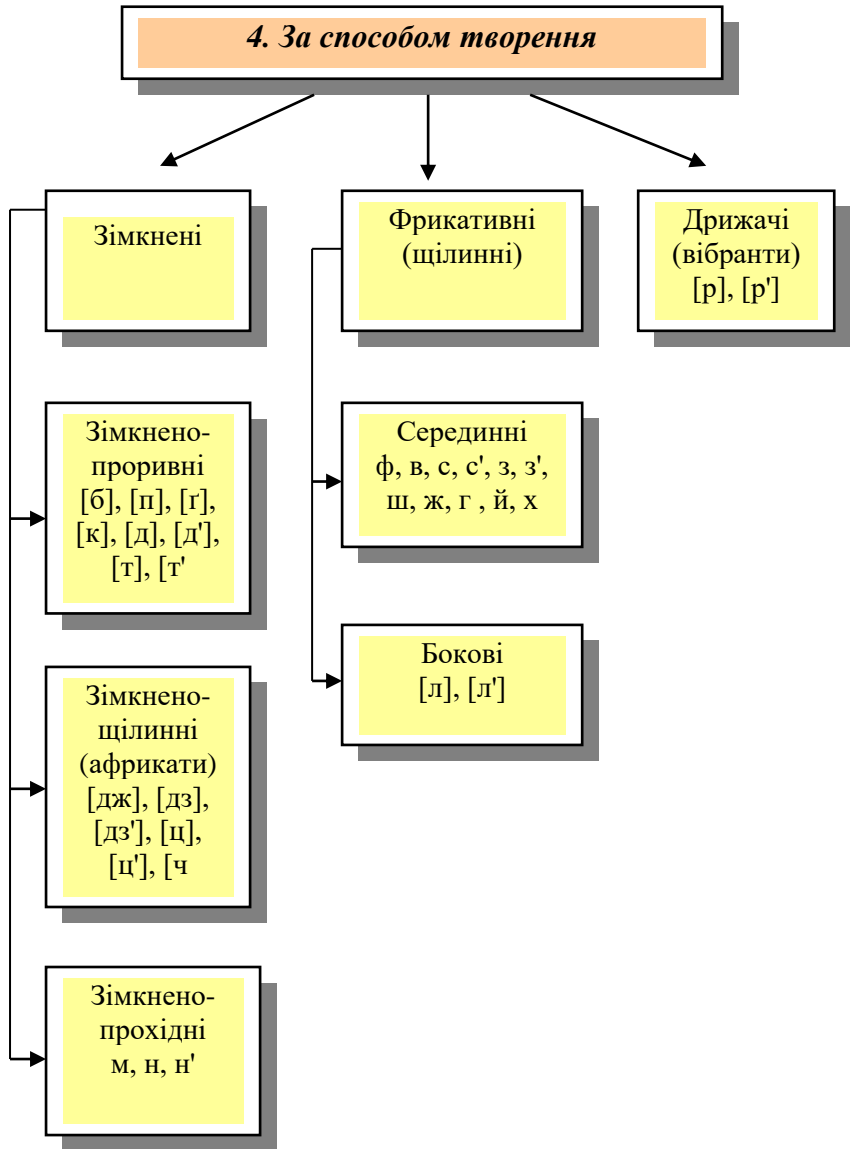 4. За способом творення
Зімкнені
Фрикативні
(щілинні)
Дрижачі
(вібранти)
[р], [р']
Зімкнено-
проривні
[б], [п], [ґ],
[к], [д], [д'],
[т], [т'
Серединні
ф, в, с, с', з, з',
ш, ж, г , й, х
Зімкнено-
щілинні
(африкати)
[дж], [дз],
[дз'], [ц],
[ц'], [ч
Бокові
[л], [л']
Зімкнено-
прохідні
м, н, н'